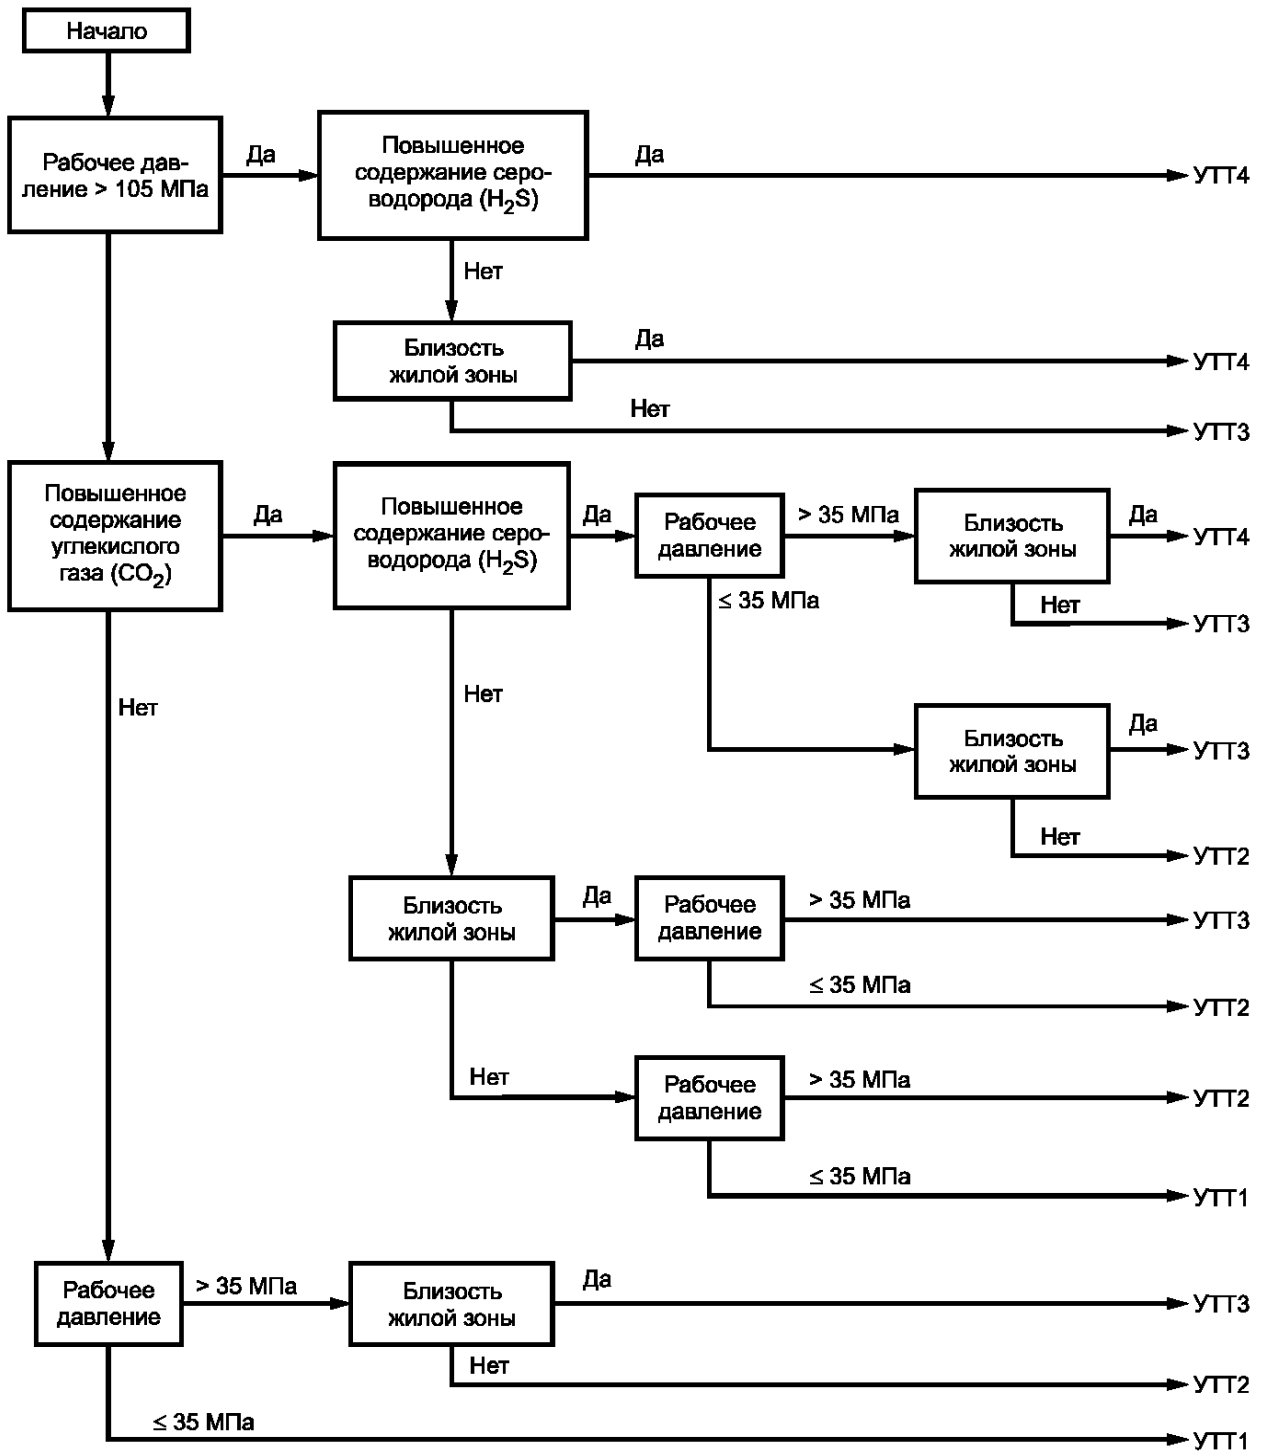 Начало
Рабочее дав-
ление > 105 МПа
Да
Повышенное
содержание серо-
водорода (H2S)
Да
УТТ4
Нет
Близость
жилой зоны
Да
УТТ4
Нет
УТТ3
Повышенное
содержание
углекислого
газа (CO2)
Да
Повышенное
содержание серо-
водорода (H2S)
Да
Рабочее
давление
> 35 МПа
Близость
жилой зоны
Да
УТТ4
Нет
УТТ3
≤ 35 МПа
Близость
жилой зоны
Да
УТТ3
Нет
УТТ2
Нет
Близость
жилой зоны
Да
Рабочее
давление
> 35 МПа
УТТ3
≤ 35 МПа
УТТ2
Нет
Рабочее
давление
> 35 МПа
УТТ2
≤ 35 МПа
УТТ1
Нет
Рабочее
давление
> 35 МПа
Близость
жилой зоны
Да
УТТ3
Нет
УТТ2
≤ 35 МПа
УТТ1